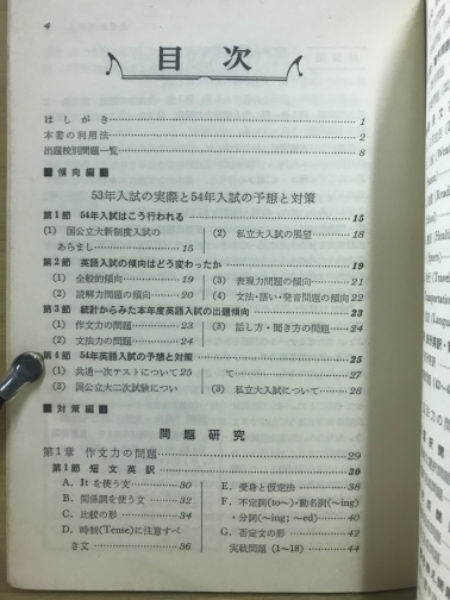 4
目次
はしがき……1
本書の利用法……2
出題校別問題一覧……8
■傾向編■
53年入試の実際と54年入試の予想と対策
第1節 54年入試はこう行われる……15
(1) 国公立大新制度入試の
あらまし……15
(2) 私立大入試の展望……18
第2節 英語入試の傾向はどう変わったか……19
(1) 全般的傾向……19
(2) 読解力問題の傾向……20
(3) 表現力問題の傾向……21
(4) 文法・語い・発音問題の傾向 22
第3節 統計からみた本年度英語入試の出題傾向……23
(1) 作文力の問題……23
(2) 文法力の問題……24
(3) 話し方・聞き方の問題……24
第4節 54年英語入試の予想と対策……25
(1) 共通一次テストについて 25
(2) 国公立大二次試験につい
て……27
(3) 私立大入試について……28
■対策編■
問題研究
第1章 作文力の問題……29
第1節 短文英訳……30
A. It を使う文……30
B. 関係詞を使う文……32
C. 比較の形……34
D. 時制(Tense)に注意すべ
き文……36
E. 受身と仮定法……38
F. 不定詞(to~)・動名詞(~ing)
・分詞(~ing; ~ed)……40
G. 否定文の形……42
実戦問題 (1~18)……44